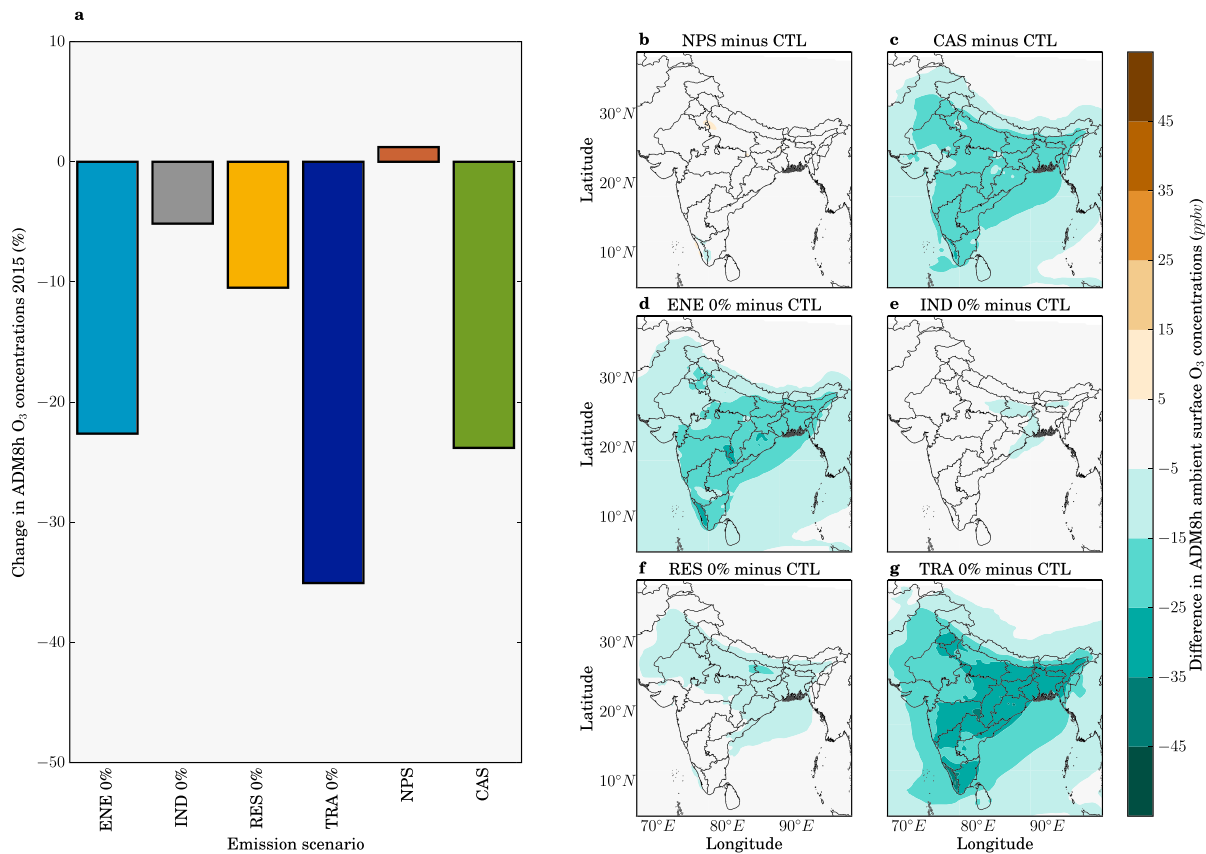 a
10
0
−10
−20
−30
−40
−50
Change in ADM8h O3 concentrations 2015 (%)
ENE 0%
IND 0%
RES 0%
TRA 0%
NPS
CAS
Emission scenario
b NPS minus CTL
c CAS minus CTL
30°N
20°N
10°N
Latitude
d ENE 0% minus CTL
e IND 0% minus CTL
30°N
20°N
10°N
Latitude
f RES 0% minus CTL
g TRA 0% minus CTL
30°N
20°N
10°N
Latitude
70°E 80°E 90°E
Longitude
70°E 80°E 90°E
Longitude
45
35
25
15
5
−5
−15
−25
−35
−45
Difference in ADM8h ambient surface O3 concentrations (ppbv)